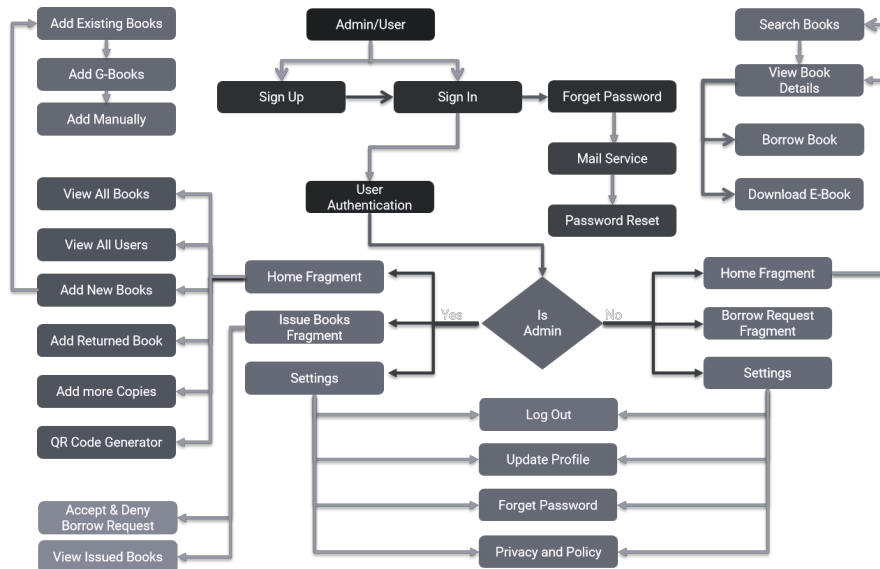 Add Existing Books
Admin/User
Search Books
Add G-Books
View Book
Details
Sign Up
Sign In
Forget Password
Add Manually
Borrow Book
Mail Service
View All Books
User
Authentication
Download E-Book
Password Reset
View All Users
Home Fragment
Home Fragment
Add New Books
Is
Admin
Yes
No
Issue Books
Fragment
Borrow Request
Fragment
Add Returned Book
Settings
Settings
Add more Copies
Log Out
QR Code Generator
Update Profile
Forget Password
Accept & Deny
Borrow Request
View Issued Books
Privacy and Policy